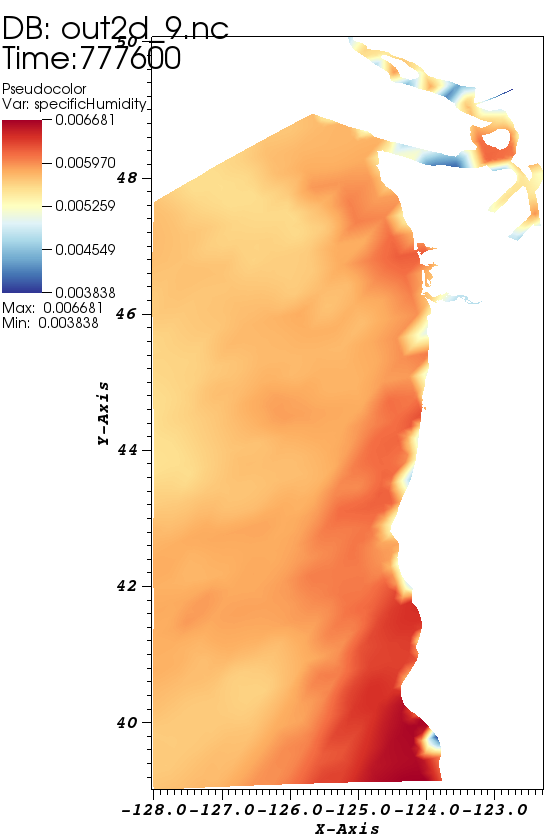 DB: out2d_9.nc
Time:777600
Pseudocolor
Var: specificHumidity
0.006681
0.005970
0.005259
0.004549
0.003838
Max: 0.006681
Min: 0.003838
50
48
46
44
42
40
Y-Axis
-128.0 -127.0 -126.0 -125.0 -124.0 -123.0
X-Axis